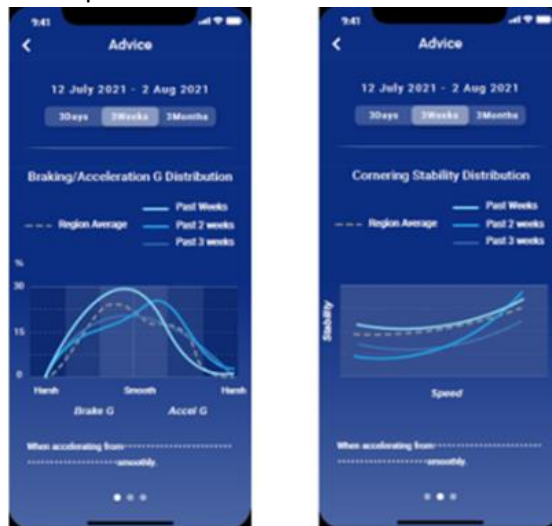 9:41
Advice
12 July 2021 - 2 Aug 2021
3Days 3Weeks 3Months
Braking/Acceleration G Distribution
Past Weeks
Region Average
Past 2 weeks
Past 3 weeks
%
30
15
0
Harsh Smooth Harsh
Brake G Accel G
When accelerating from
smoothly.
9:41
Advice
12 July 2021 - 2 Aug 2021
3Days 3Weeks 3Months
Cornering Stability Distribution
Past Weeks
Region Average
Past 2 weeks
Past 3 weeks
Stability
Speed
When accelerating from
smoothly.